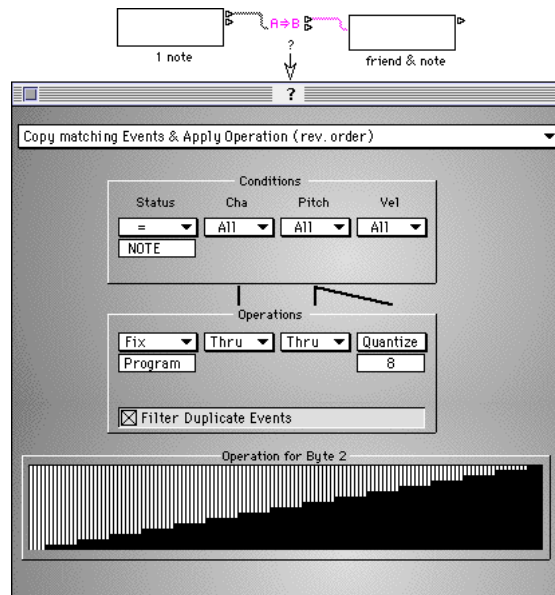 A⇒B
1 note
?
friend & note
?
Copy matching Events & Apply Operation (rev. order)
Conditions
Status Cha Pitch Vel
= All All All
NOTE
Operations
Fix Thru Thru Quantize
Program 8
Filter Duplicate Events
Operation for Byte 2